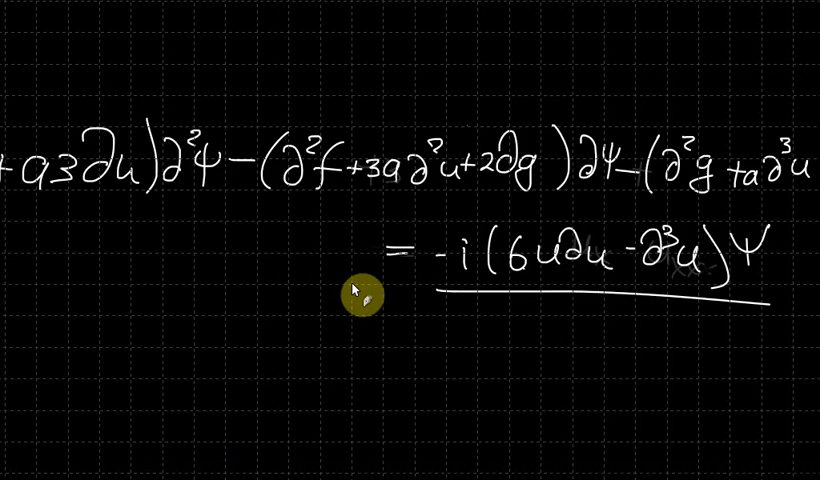 +a3∂u)∂²ψ−(∂²f+3a∂²u+2∂g)∂ψ−(∂²g+a∂³u
= -i(6u∂u-∂³u)ψ